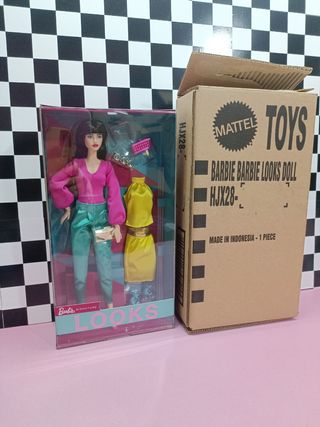 HJX28-
MATTEL
TOYS
BARBIE BARBIE LOOKS DOLL
HJX28-
MADE IN INDONESIA - 1 PIECE
Barbie
LOOKS